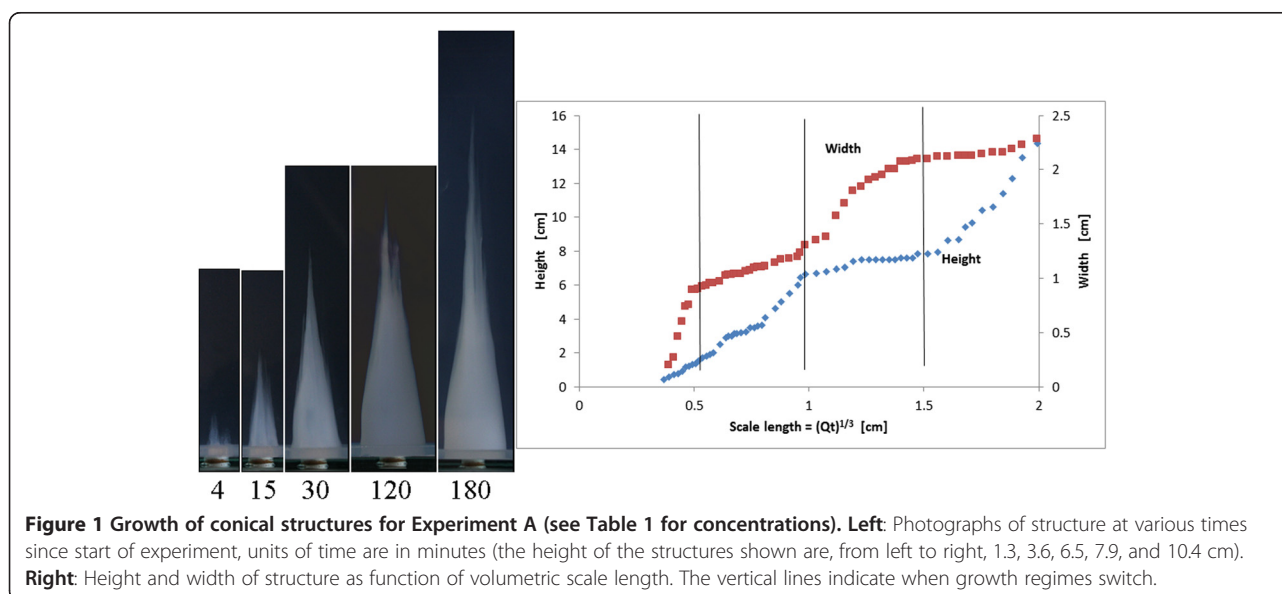 4 15 30 120 180
16
14
12
10
8
6
4
2
0
Height [cm]
2.5
2
1.5
1
0.5
0
Width [cm]
Width
Height
0 0.5 1 1.5 2
Scale length = (Qt)1/3 [cm]
Figure 1 Growth of conical structures for Experiment A (see Table 1 for concentrations). Left: Photographs of structure at various times
since start of experiment, units of time are in minutes (the height of the structures shown are, from left to right, 1.3, 3.6, 6.5, 7.9, and 10.4 cm).
Right: Height and width of structure as function of volumetric scale length. The vertical lines indicate when growth regimes switch.